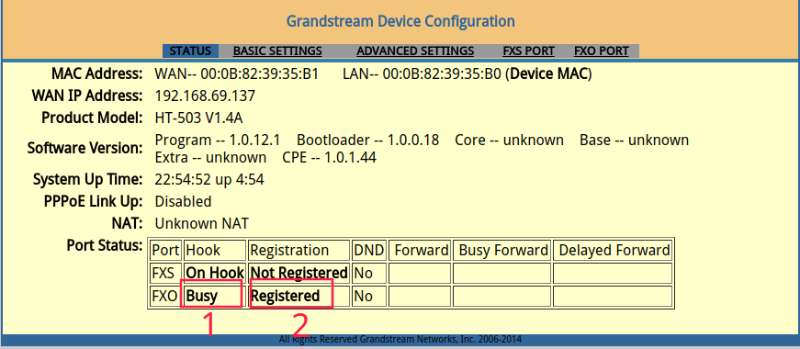 Grandstream Device Configuration
STATUS BASIC SETTINGS ADVANCED SETTINGS FXS PORT FXO PORT
MAC Address: WAN-- 00:0B:82:39:35:B1 LAN-- 00:0B:82:39:35:B0 (Device MAC)
WAN IP Address: 192.168.69.137
Product Model: HT-503 V1.4A
Software Version: Program -- 1.0.12.1 Bootloader -- 1.0.0.18 Core -- unknown Base -- unknown
Extra -- unknown CPE -- 1.0.1.44
System Up Time: 22:54:52 up 4:54
PPPoE Link Up: Disabled
NAT: Unknown NAT
Port Status: Port Hook Registration DND Forward Busy Forward Delayed Forward
FXS On Hook Not Registered No
FXO Busy Registered No
1 2
All Rights Reserved Grandstream Networks, Inc. 2006-2014